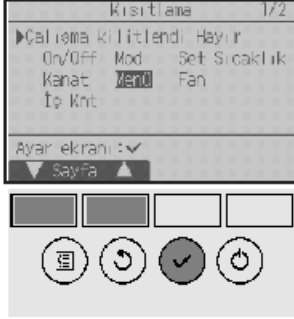 Kısıtlama 1/2
▶Çalışma kilitlendi Hayır
On/Off Mod Set Sıcaklık
Kanat Menü Fan
İç Knt
Ayar ekranı:✓
▼ Sayfa ▲